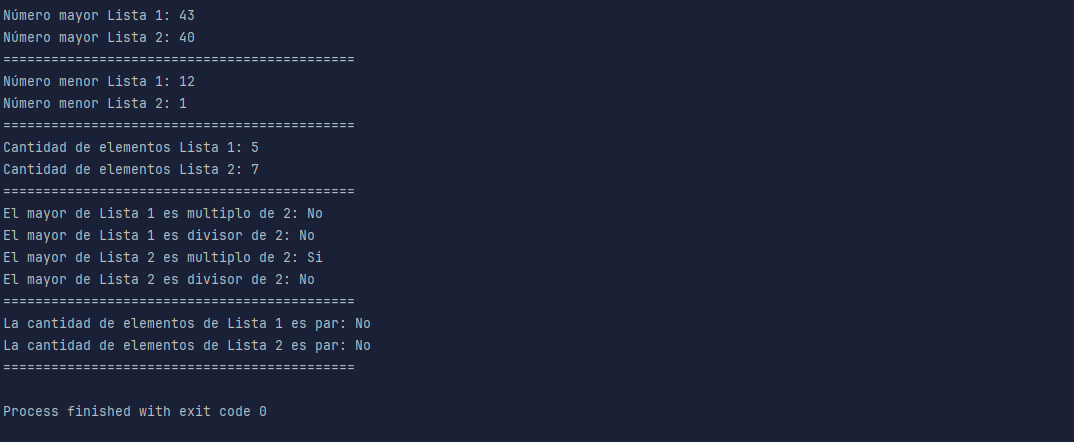 Número mayor Lista 1: 43
Número mayor Lista 2: 40
============================================
Número menor Lista 1: 12
Número menor Lista 2: 1
============================================
Cantidad de elementos Lista 1: 5
Cantidad de elementos Lista 2: 7
============================================
El mayor de Lista 1 es multiplo de 2: No
El mayor de Lista 1 es divisor de 2: No
El mayor de Lista 2 es multiplo de 2: Si
El mayor de Lista 2 es divisor de 2: No
============================================
La cantidad de elementos de Lista 1 es par: No
La cantidad de elementos de Lista 2 es par: No
============================================
Process finished with exit code 0